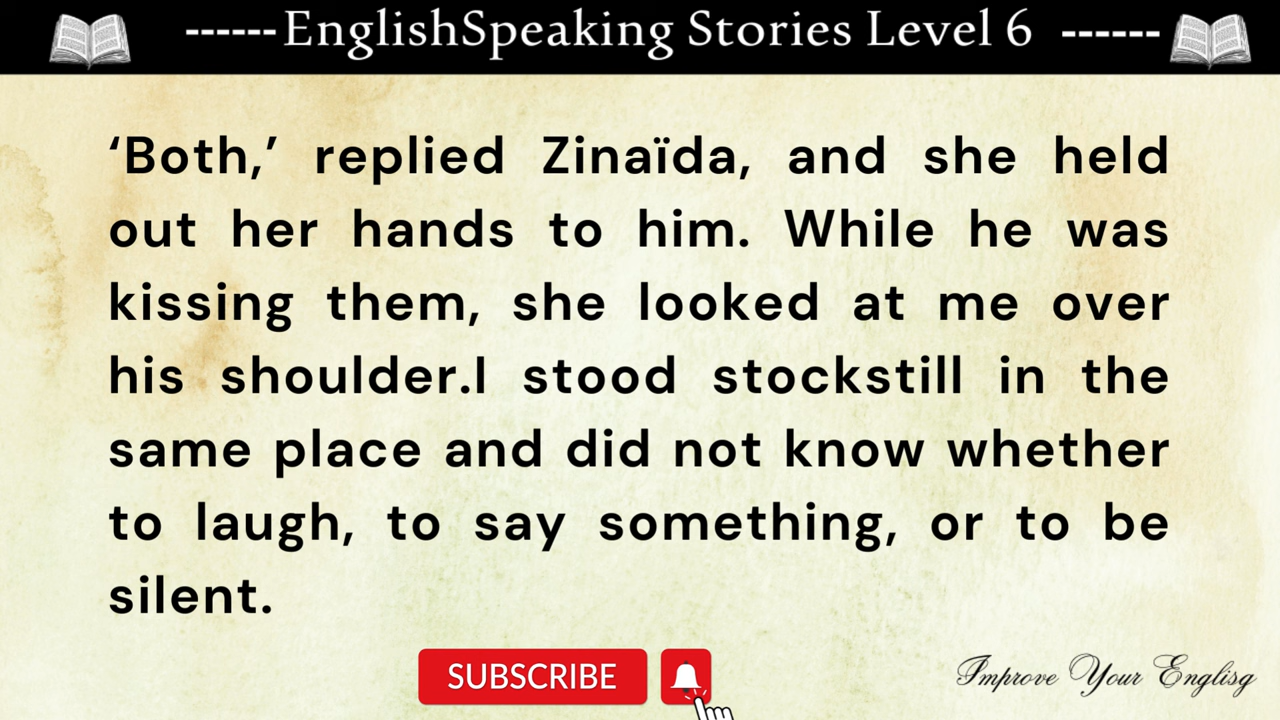 ------EnglishSpeaking Stories Level 6 ------
‘Both,’ replied Zinaïda, and she held
out her hands to him. While he was
kissing them, she looked at me over
his shoulder.I stood stockstill in the
same place and did not know whether
to laugh, to say something, or to be
silent.
SUBSCRIBE
Improve Your Englisg